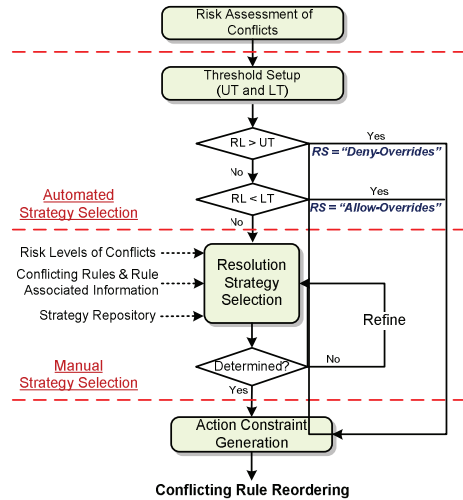 Risk Assessment of
Conflicts
Threshold Setup
(UT and LT)
RL > UT
Yes
RS = "Deny-Overrides"
No
RL < LT
Yes
RS = "Allow-Overrides"
No
Automated
Strategy Selection
Risk Levels of Conflicts
Conflicting Rules & Rule
Associated Information
Strategy Repository
Resolution
Strategy
Selection
Refine
Determined?
No
Yes
Manual
Strategy Selection
Action Constraint
Generation
Conflicting Rule Reordering